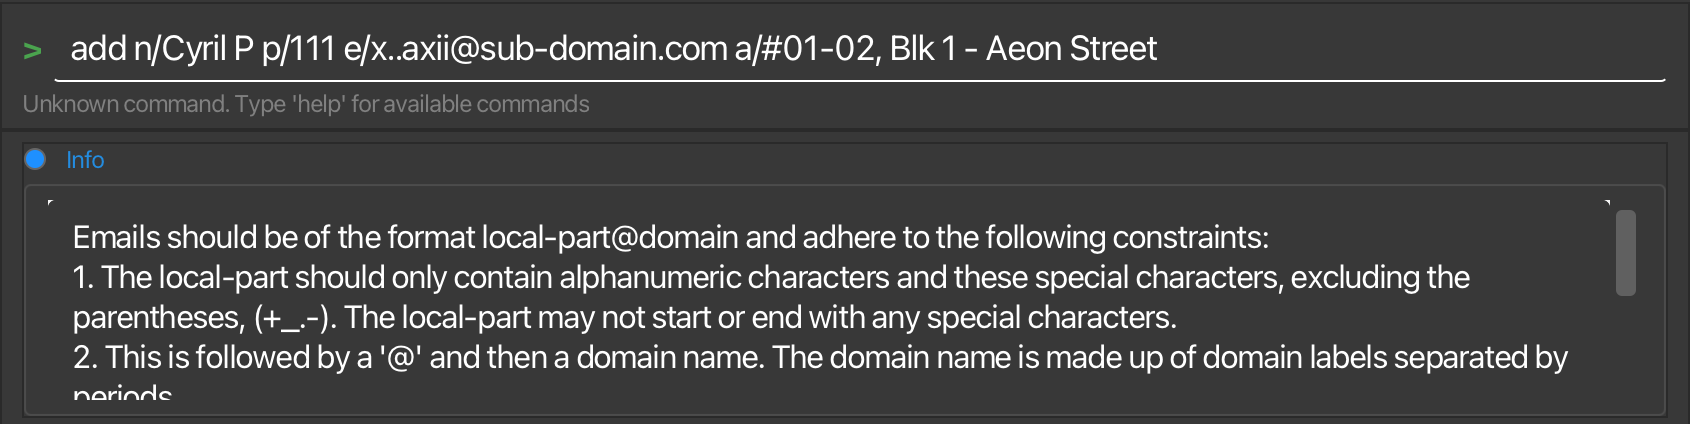 > add n/Cyril P p/111 e/x..axii@sub-domain.com a/#01-02, Blk 1 - Aeon Street
Unknown command. Type 'help' for available commands
Info
Emails should be of the format local-part@domain and adhere to the following constraints:
1. The local-part should only contain alphanumeric characters and these special characters, excluding the
parentheses, (+_.-). The local-part may not start or end with any special characters.
2. This is followed by a '@' and then a domain name. The domain name is made up of domain labels separated by
periods.